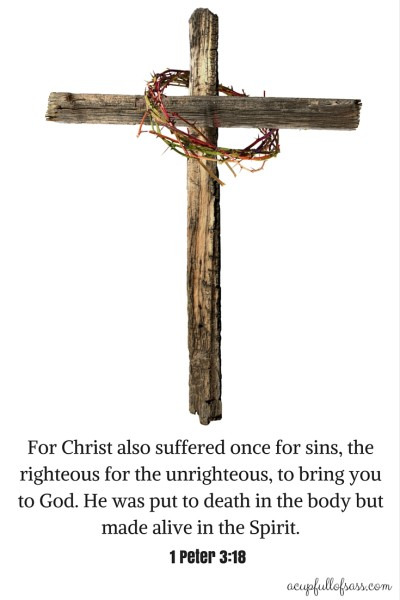 For Christ also suffered once for sins, the
righteous for the unrighteous, to bring you
to God. He was put to death in the body but
made alive in the Spirit.
1 Peter 3:18
acupfullofsass.com